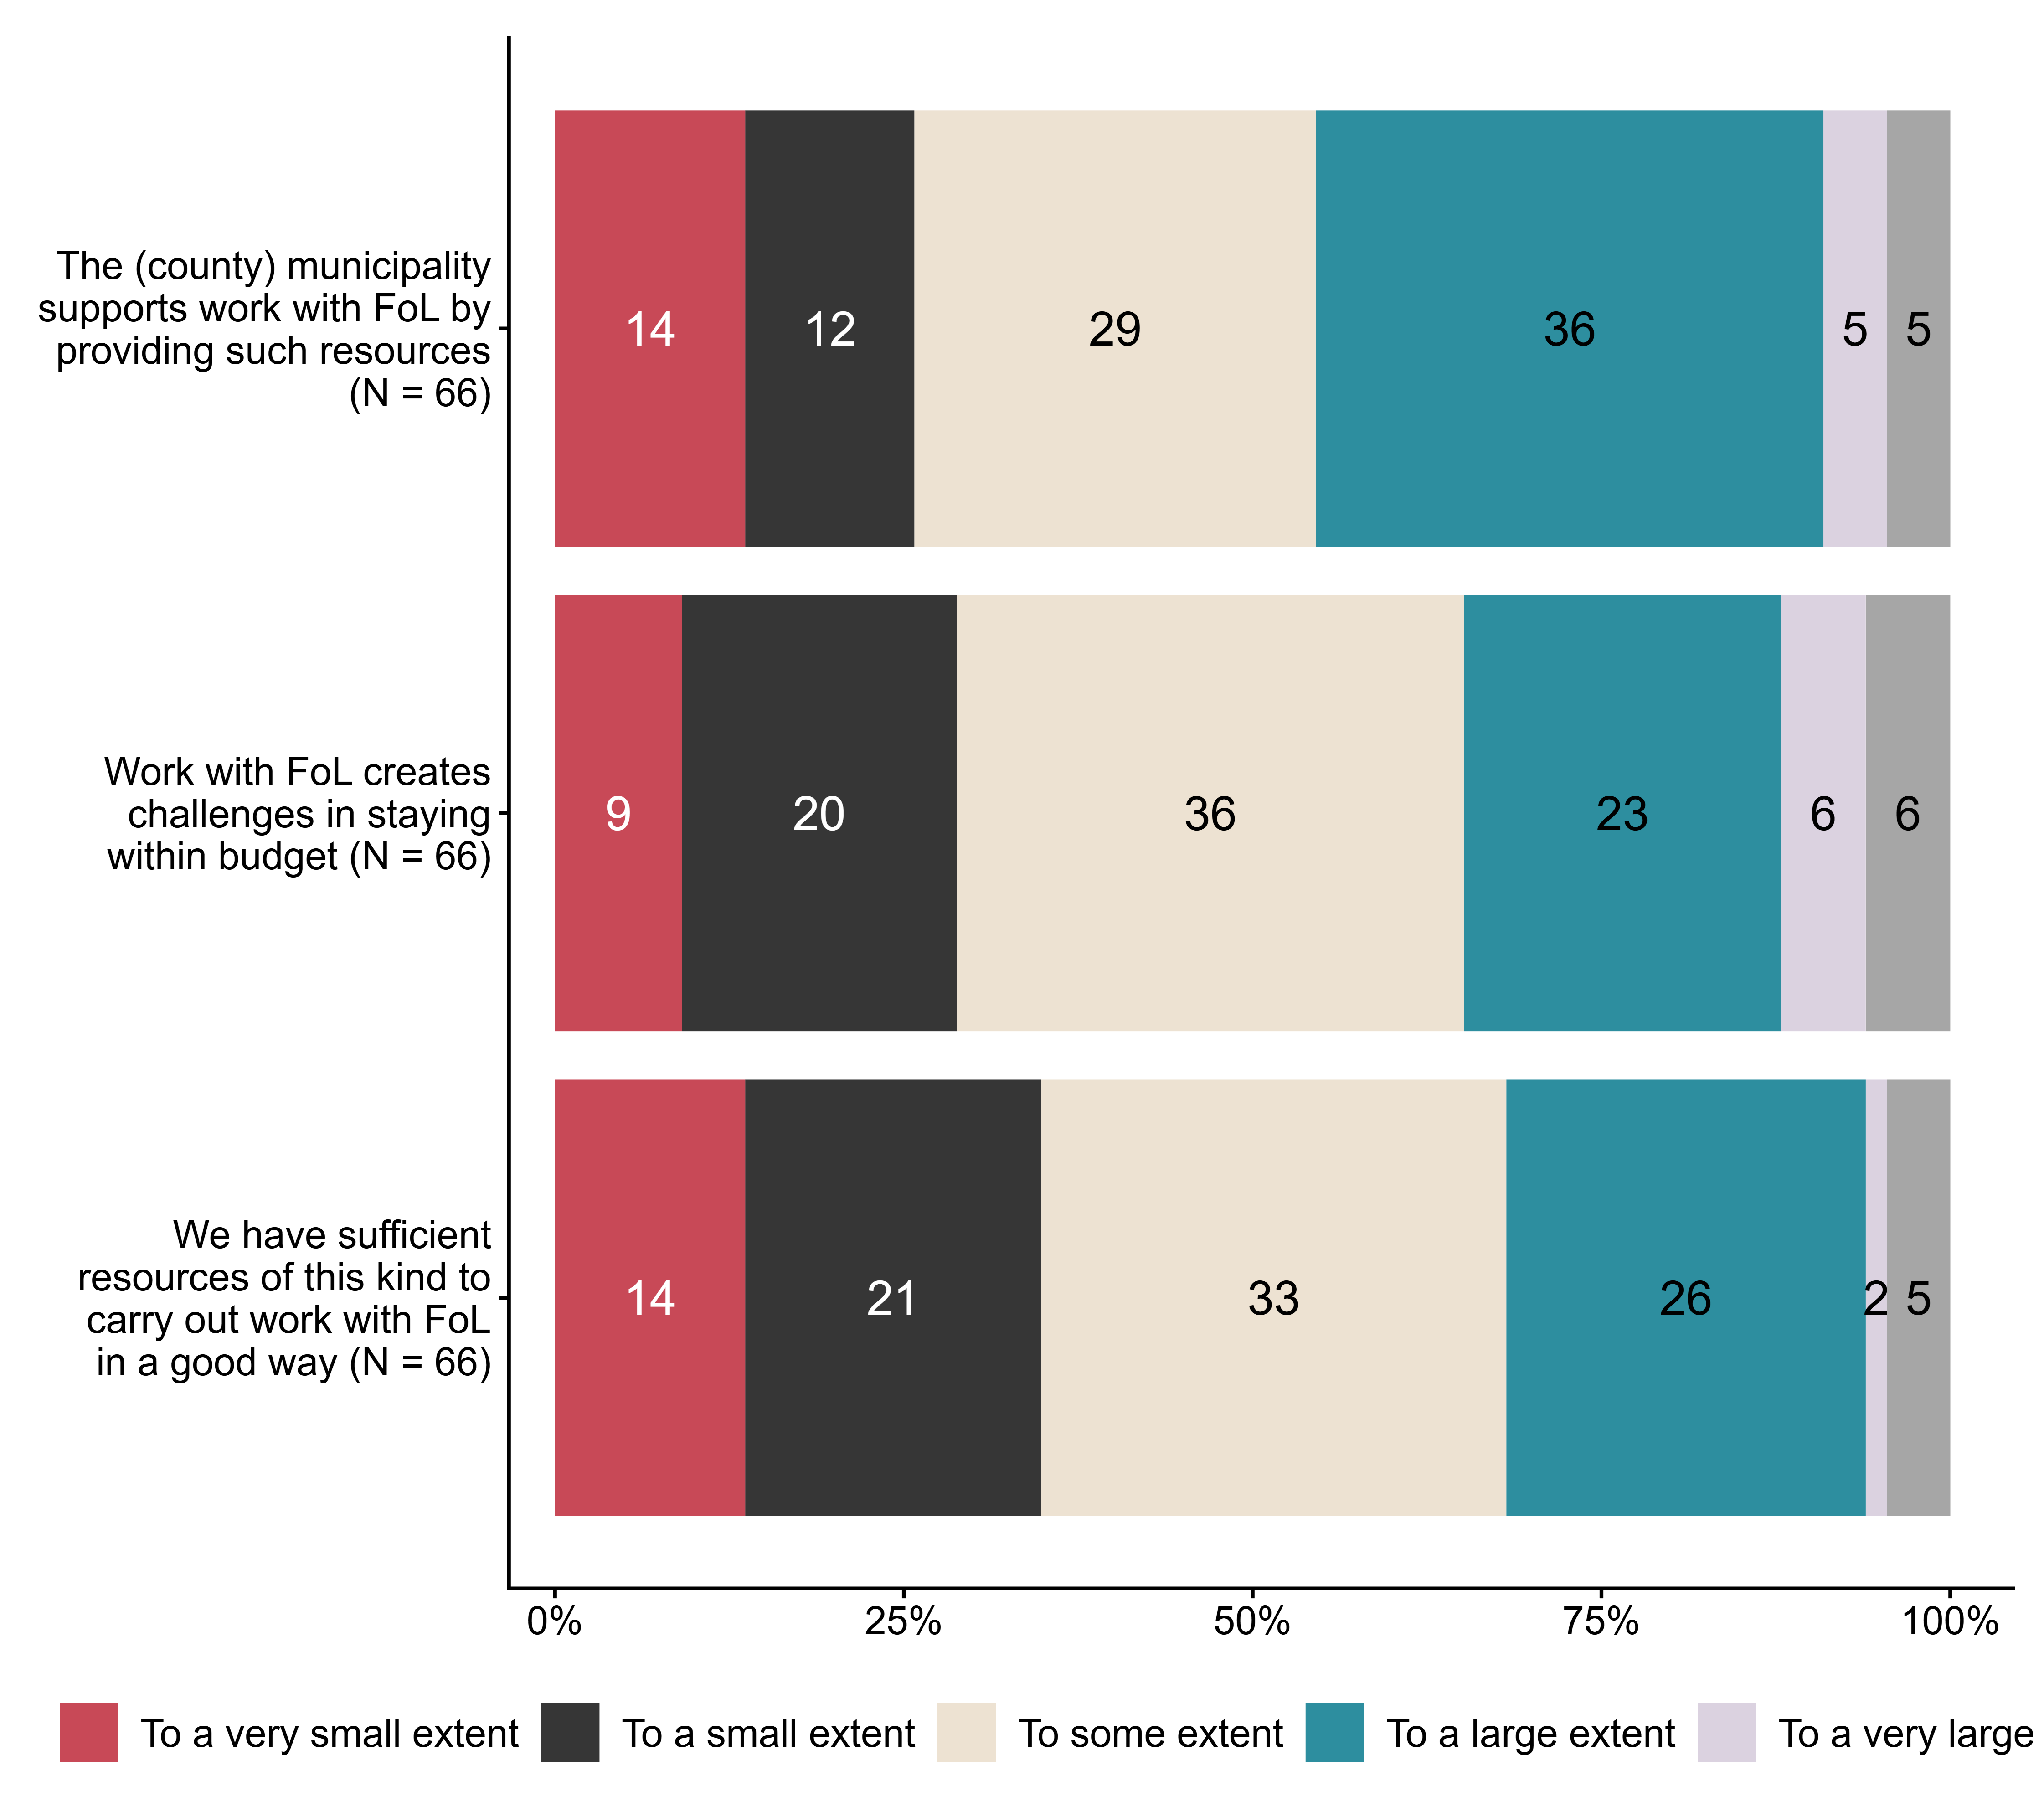 The (county) municipality
supports work with FoL by
providing such resources
(N = 66)
14 12 29 36 5 5
Work with FoL creates
challenges in staying
within budget (N = 66)
9 20 36 23 6 6
We have sufficient
resources of this kind to
carry out work with FoL
in a good way (N = 66)
14 21 33 26 2 5
0% 25% 50% 75% 100%
To a very small extent To a small extent To some extent To a large extent To a very large